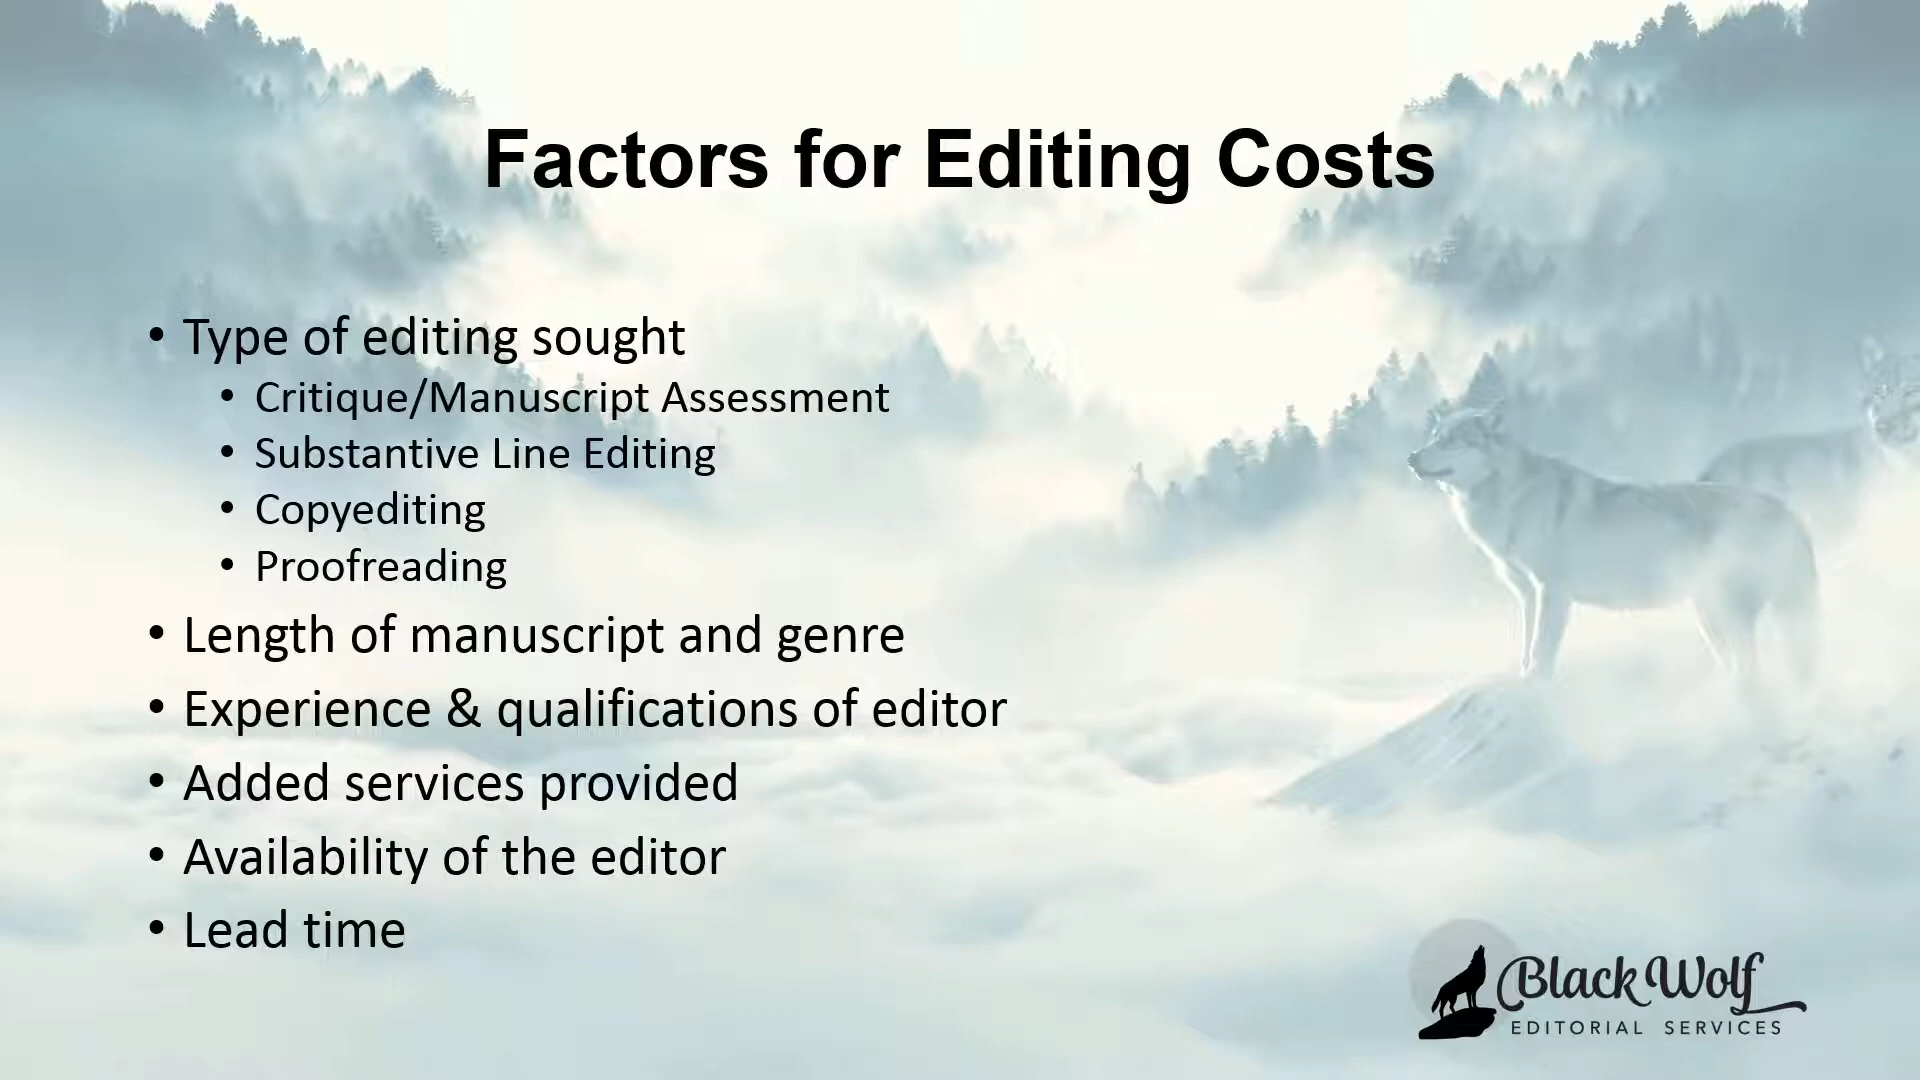 Factors for Editing Costs
• Type of editing sought
• Critique/Manuscript Assessment
• Substantive Line Editing
• Copyediting
• Proofreading
• Length of manuscript and genre
• Experience & qualifications of editor
• Added services provided
• Availability of the editor
• Lead time
Black Wolf
EDITORIAL SERVICES